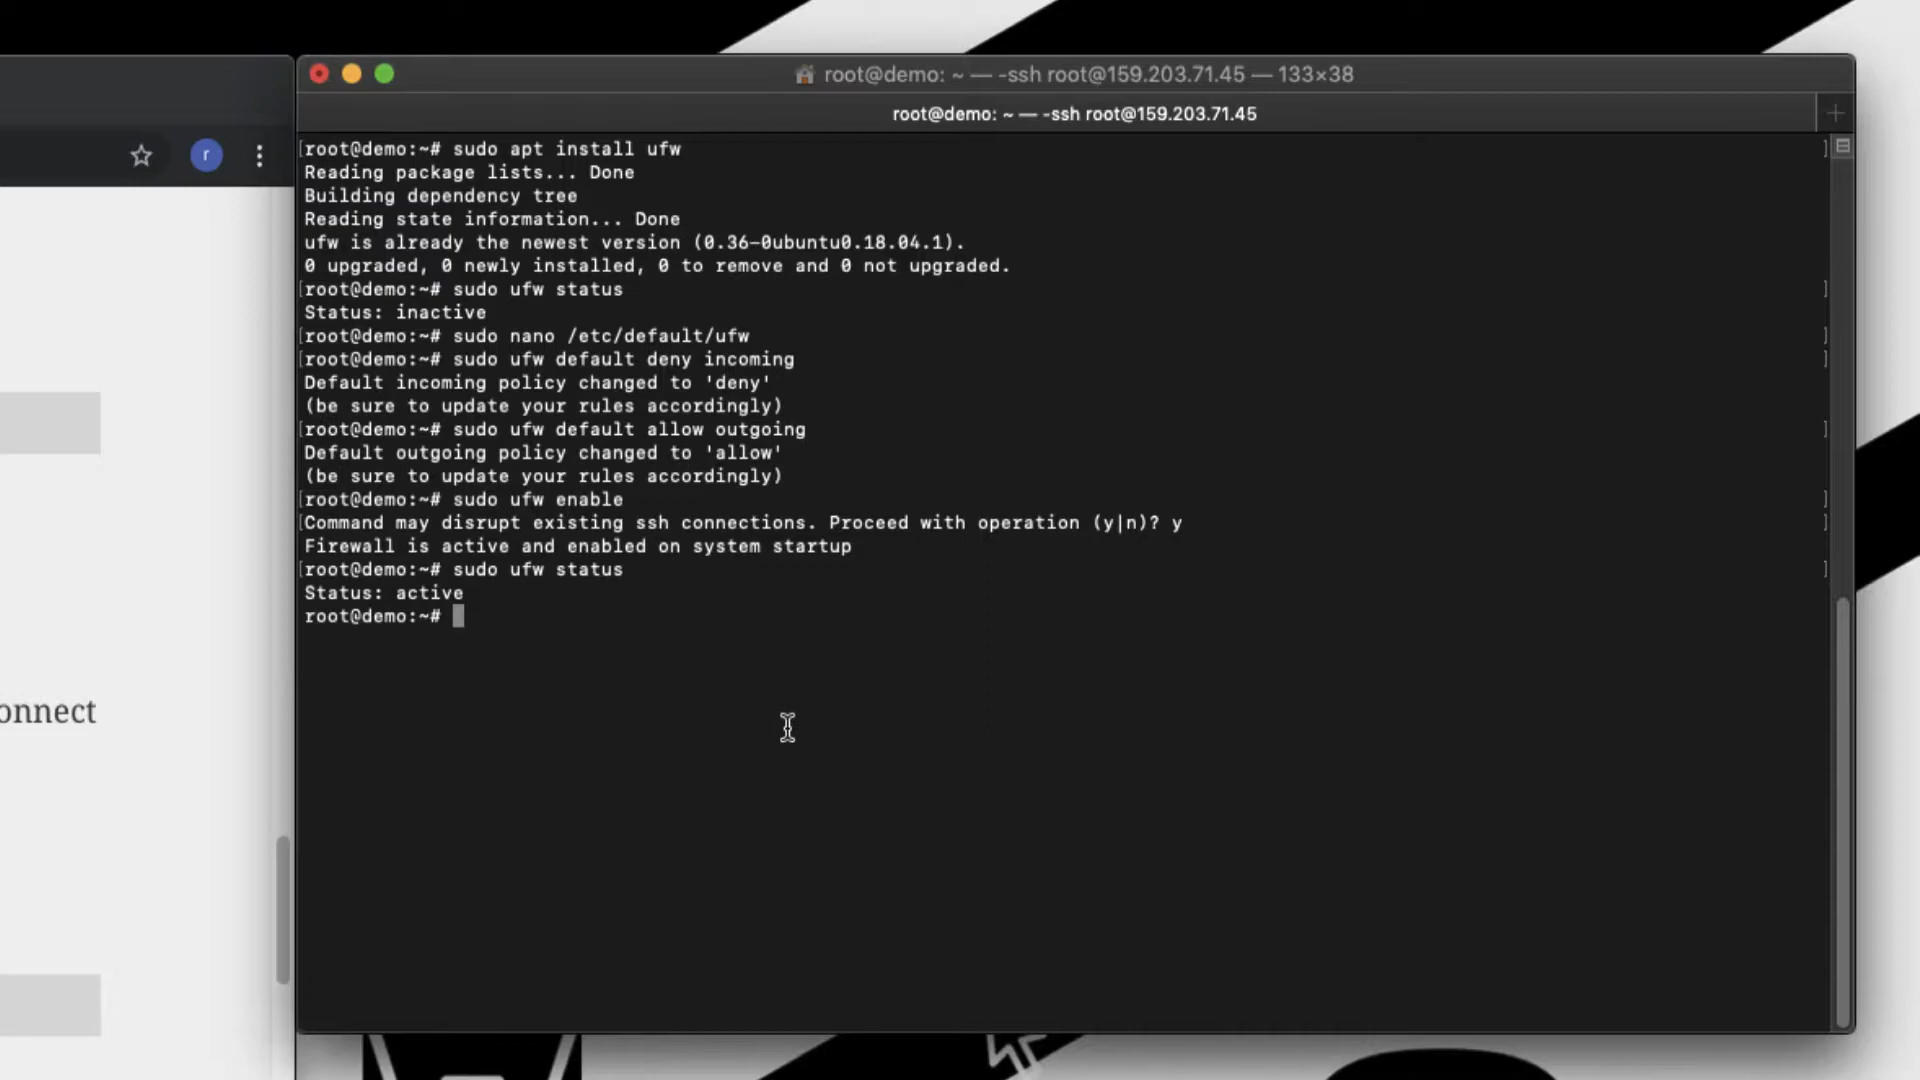 root@demo: ~ — -ssh root@159.203.71.45 — 133×38
root@demo: ~ — -ssh root@159.203.71.45
r
[root@demo:~# sudo apt install ufw ]
Reading package lists... Done
Building dependency tree
Reading state information... Done
ufw is already the newest version (0.36-0ubuntu0.18.04.1).
0 upgraded, 0 newly installed, 0 to remove and 0 not upgraded.
[root@demo:~# sudo ufw status ]
Status: inactive
[root@demo:~# sudo nano /etc/default/ufw ]
[root@demo:~# sudo ufw default deny incoming ]
Default incoming policy changed to 'deny'
(be sure to update your rules accordingly)
[root@demo:~# sudo ufw default allow outgoing ]
Default outgoing policy changed to 'allow'
(be sure to update your rules accordingly)
[root@demo:~# sudo ufw enable ]
[Command may disrupt existing ssh connections. Proceed with operation (y|n)? y ]
Firewall is active and enabled on system startup
[root@demo:~# sudo ufw status ]
Status: active
root@demo:~#
onnect